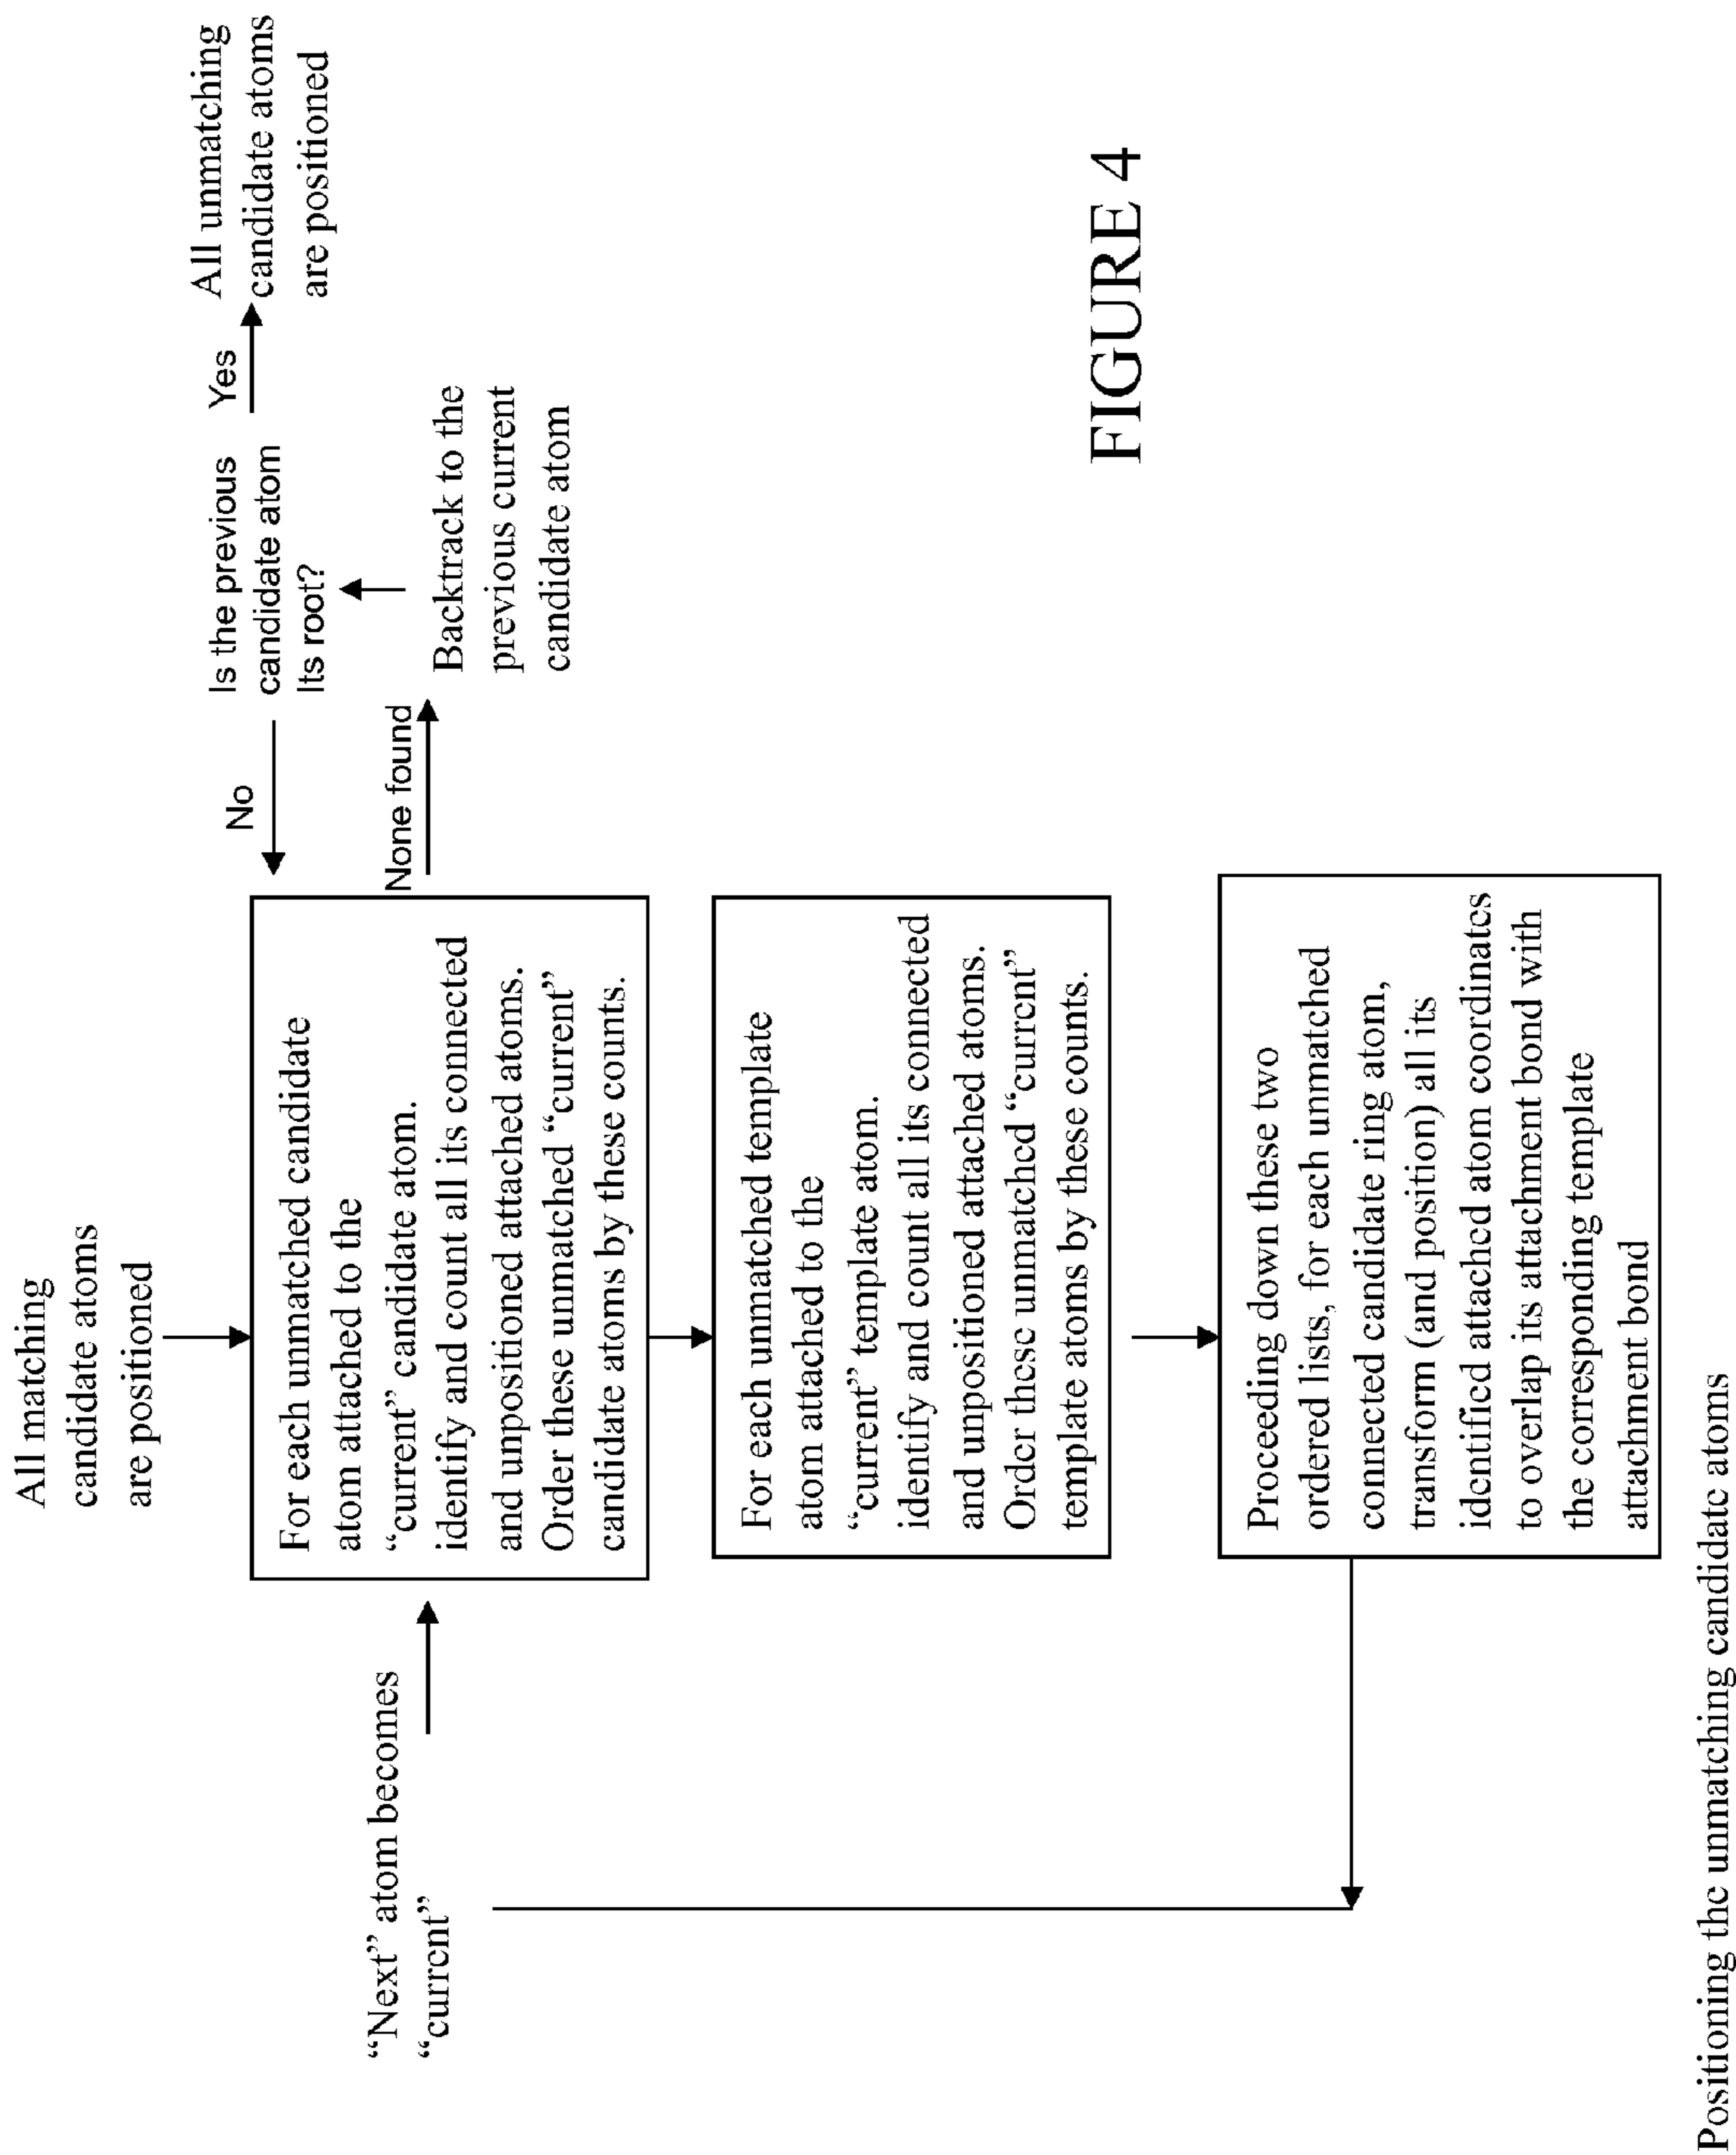 All matching
candidate atoms
are positioned
For each unmatched candidate
atom attached to the
“current” candidate atom.
identify and count all its connected
and unpositioned attached atoms.
Order these unmatched “current”
candidate atoms by these counts.
No
None found
Is the previous
candidate atom
Its root?
Yes
All unmatching
candidate atoms
are positioned
Backtrack to the
previous current
candidate atom
“Next” atom becomes
“current”
For each unmatched template
atom attached to the
“current” template atom.
identify and count all its connected
and unpositioned attached atoms.
Order these unmatched “current”
template atoms by these counts.
Proceeding down these two
ordered lists, for each unmatched
connected candidate ring atom,
transform (and position) all its
identified attached atom coordinates
to overlap its attachment bond with
the corresponding template
attachment bond
Positioning the unmatching candidate atoms
FIGURE 4